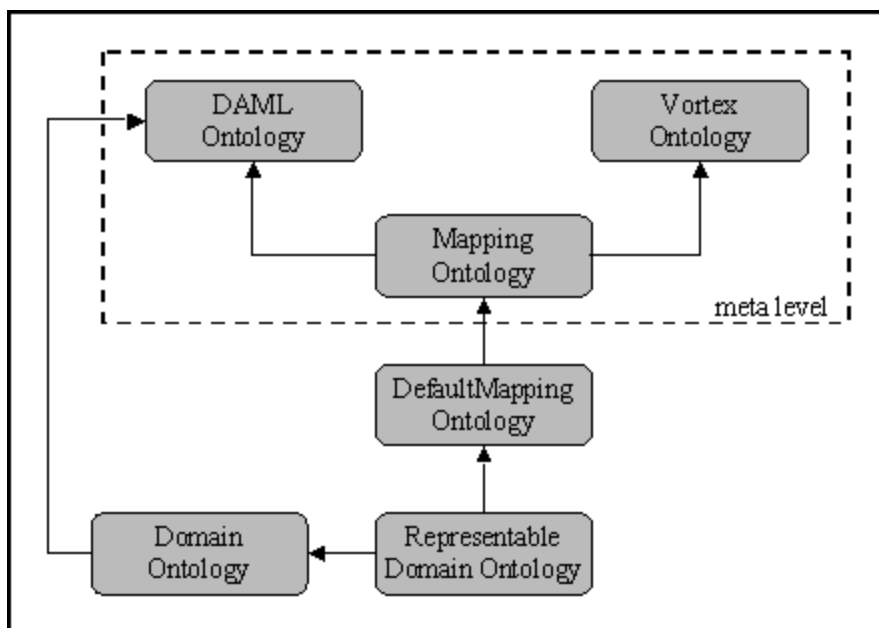 DAML
Ontology
Vortex
Ontology
Mapping
Ontology
meta level
DefaultMapping
Ontology
Domain
Ontology
Representable
Domain Ontology